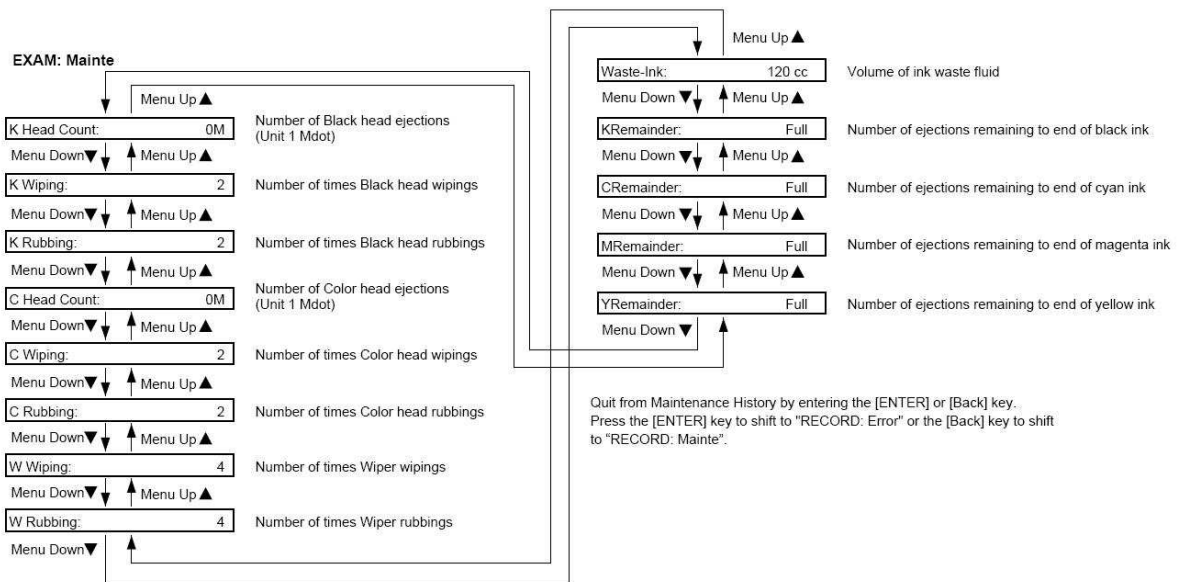 EXAM: Mainte
Menu Up ▲
K Head Count: 0M
Number of Black head ejections
(Unit 1 Mdot)
Menu Down▼ Menu Up ▲
K Wiping: 2
Number of times Black head wipings
Menu Down▼ Menu Up ▲
K Rubbing: 2
Number of times Black head rubbings
Menu Down▼ Menu Up ▲
C Head Count: 0M
Number of Color head ejections
(Unit 1 Mdot)
Menu Down▼ Menu Up ▲
C Wiping: 2
Number of times Color head wipings
Menu Down▼ Menu Up ▲
C Rubbing: 2
Number of times Color head rubbings
Menu Down▼ Menu Up ▲
W Wiping: 4
Number of times Wiper wipings
Menu Down▼ Menu Up ▲
W Rubbing: 4
Number of times Wiper rubbings
Menu Down▼
Menu Up ▲
Waste-Ink: 120 cc
Volume of ink waste fluid
Menu Down ▼ Menu Up ▲
KRemainder: Full
Number of ejections remaining to end of black ink
Menu Down ▼ Menu Up ▲
CRemainder: Full
Number of ejections remaining to end of cyan ink
Menu Down ▼ Menu Up ▲
MRemainder: Full
Number of ejections remaining to end of magenta ink
Menu Down ▼ Menu Up ▲
YRemainder: Full
Number of ejections remaining to end of yellow ink
Menu Down ▼
Quit from Maintenance History by entering the [ENTER] or [Back] key.
Press the [ENTER] key to shift to "RECORD: Error" or the [Back] key to shift
to “RECORD: Mainte”.